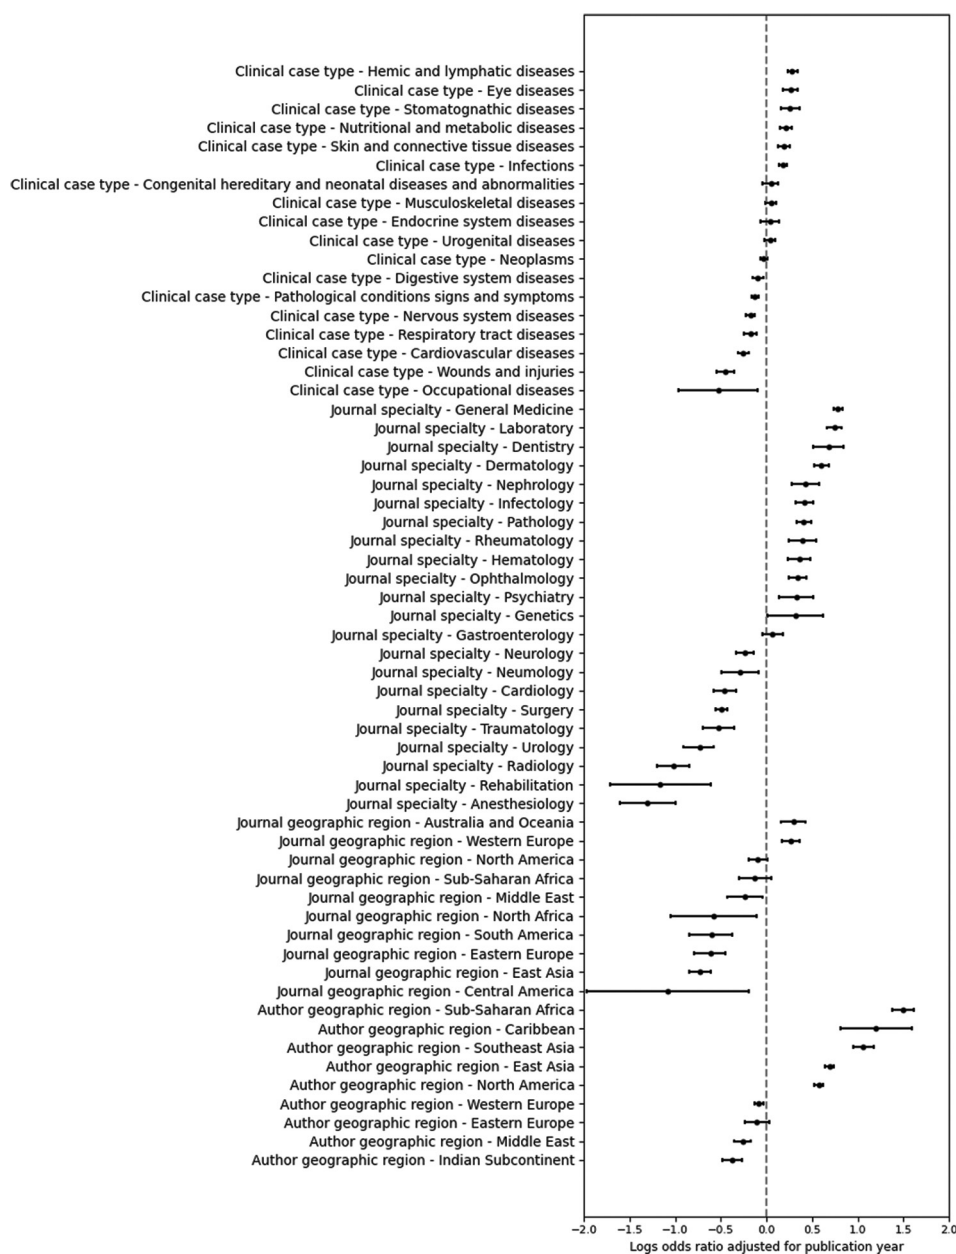 Clinical case type - Hemic and lymphatic diseases
Clinical case type - Eye diseases
Clinical case type - Stomatognathic diseases
Clinical case type - Nutritional and metabolic diseases
Clinical case type - Skin and connective tissue diseases
Clinical case type - Infections
Clinical case type - Congenital hereditary and neonatal diseases and abnormalities
Clinical case type - Musculoskeletal diseases
Clinical case type - Endocrine system diseases
Clinical case type - Urogenital diseases
Clinical case type - Neoplasms
Clinical case type - Digestive system diseases
Clinical case type - Pathological conditions signs and symptoms
Clinical case type - Nervous system diseases
Clinical case type - Respiratory tract diseases
Clinical case type - Cardiovascular diseases
Clinical case type - Wounds and injuries
Clinical case type - Occupational diseases
Journal specialty - General Medicine
Journal specialty - Laboratory
Journal specialty - Dentistry
Journal specialty - Dermatology
Journal specialty - Nephrology
Journal specialty - Infectology
Journal specialty - Pathology
Journal specialty - Rheumatology
Journal specialty - Hematology
Journal specialty - Ophthalmology
Journal specialty - Psychiatry
Journal specialty - Genetics
Journal specialty - Gastroenterology
Journal specialty - Neurology
Journal specialty - Neumology
Journal specialty - Cardiology
Journal specialty - Surgery
Journal specialty - Traumatology
Journal specialty - Urology
Journal specialty - Radiology
Journal specialty - Rehabilitation
Journal specialty - Anesthesiology
Journal geographic region - Australia and Oceania
Journal geographic region - Western Europe
Journal geographic region - North America
Journal geographic region - Sub-Saharan Africa
Journal geographic region - Middle East
Journal geographic region - North Africa
Journal geographic region - South America
Journal geographic region - Eastern Europe
Journal geographic region - East Asia
Journal geographic region - Central America
Author geographic region - Sub-Saharan Africa
Author geographic region - Caribbean
Author geographic region - Southeast Asia
Author geographic region - East Asia
Author geographic region - North America
Author geographic region - Western Europe
Author geographic region - Eastern Europe
Author geographic region - Middle East
Author geographic region - Indian Subcontinent
−2.0 −1.5 −1.0 −0.5 0.0 0.5 1.0 1.5 2.0
Logs odds ratio adjusted for publication year